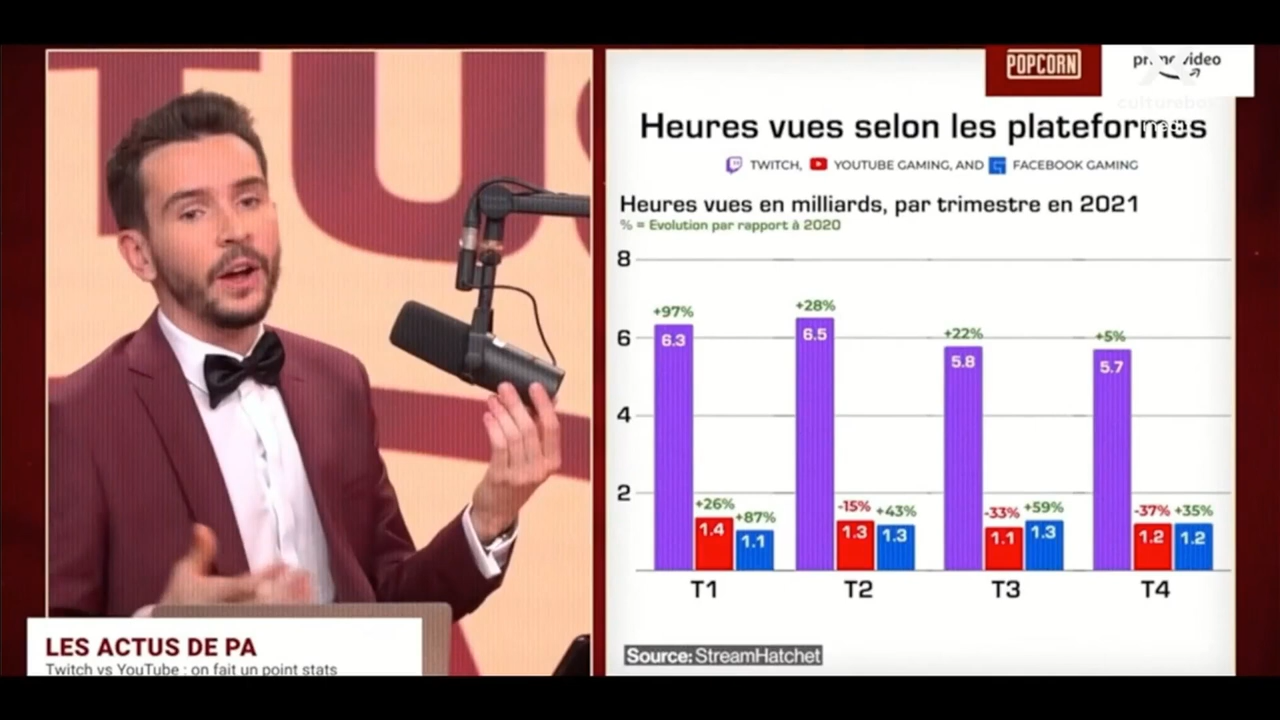 POPCORN
prime video
culturebox
Heures vues selon les plateformes
TWITCH, YOUTUBE GAMING, AND FACEBOOK GAMING
Heures vues en milliards, par trimestre en 2021
% = Evolution par rapport à 2020
8
6
4
2
+97%
6.3
+26%
1.4
+87%
1.1
T1
+28%
6.5
-15%
1.3
+43%
1.3
T2
+22%
5.8
-33%
1.1
+59%
1.3
T3
+5%
5.7
-37%
1.2
+35%
1.2
T4
Source: StreamHatchet
LES ACTUS DE PA
Twitch vs YouTube : on fait un point stats